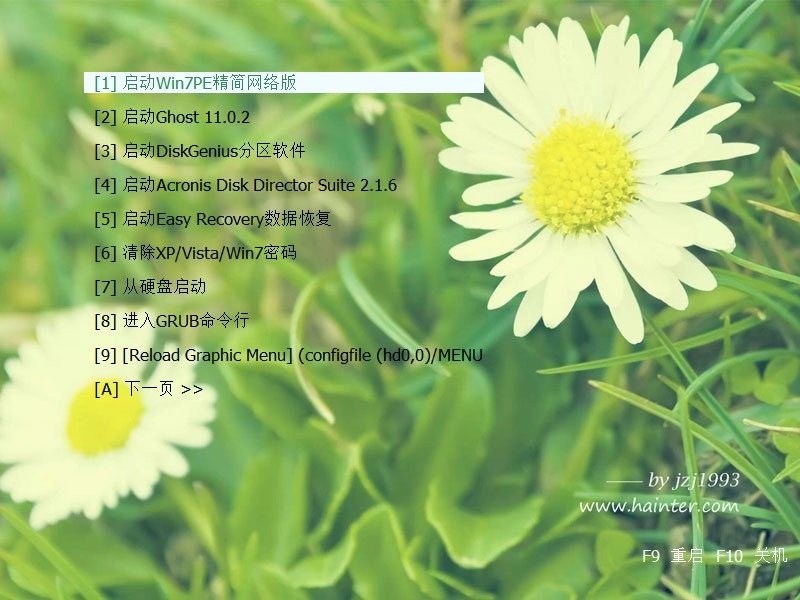 [1] 启动Win7PE精简网络版
[2] 启动Ghost 11.0.2
[3] 启动DiskGenius分区软件
[4] 启动Acronis Disk Director Suite 2.1.6
[5] 启动Easy Recovery数据恢复
[6] 清除XP/Vista/Win7密码
[7] 从硬盘启动
[8] 进入GRUB命令行
[9] [Reload Graphic Menu] (configfile (hd0,0)/MENU
[A] 下一页 >>
—— by jzj1993
www.hainter.com
F9 重启 F10 关机